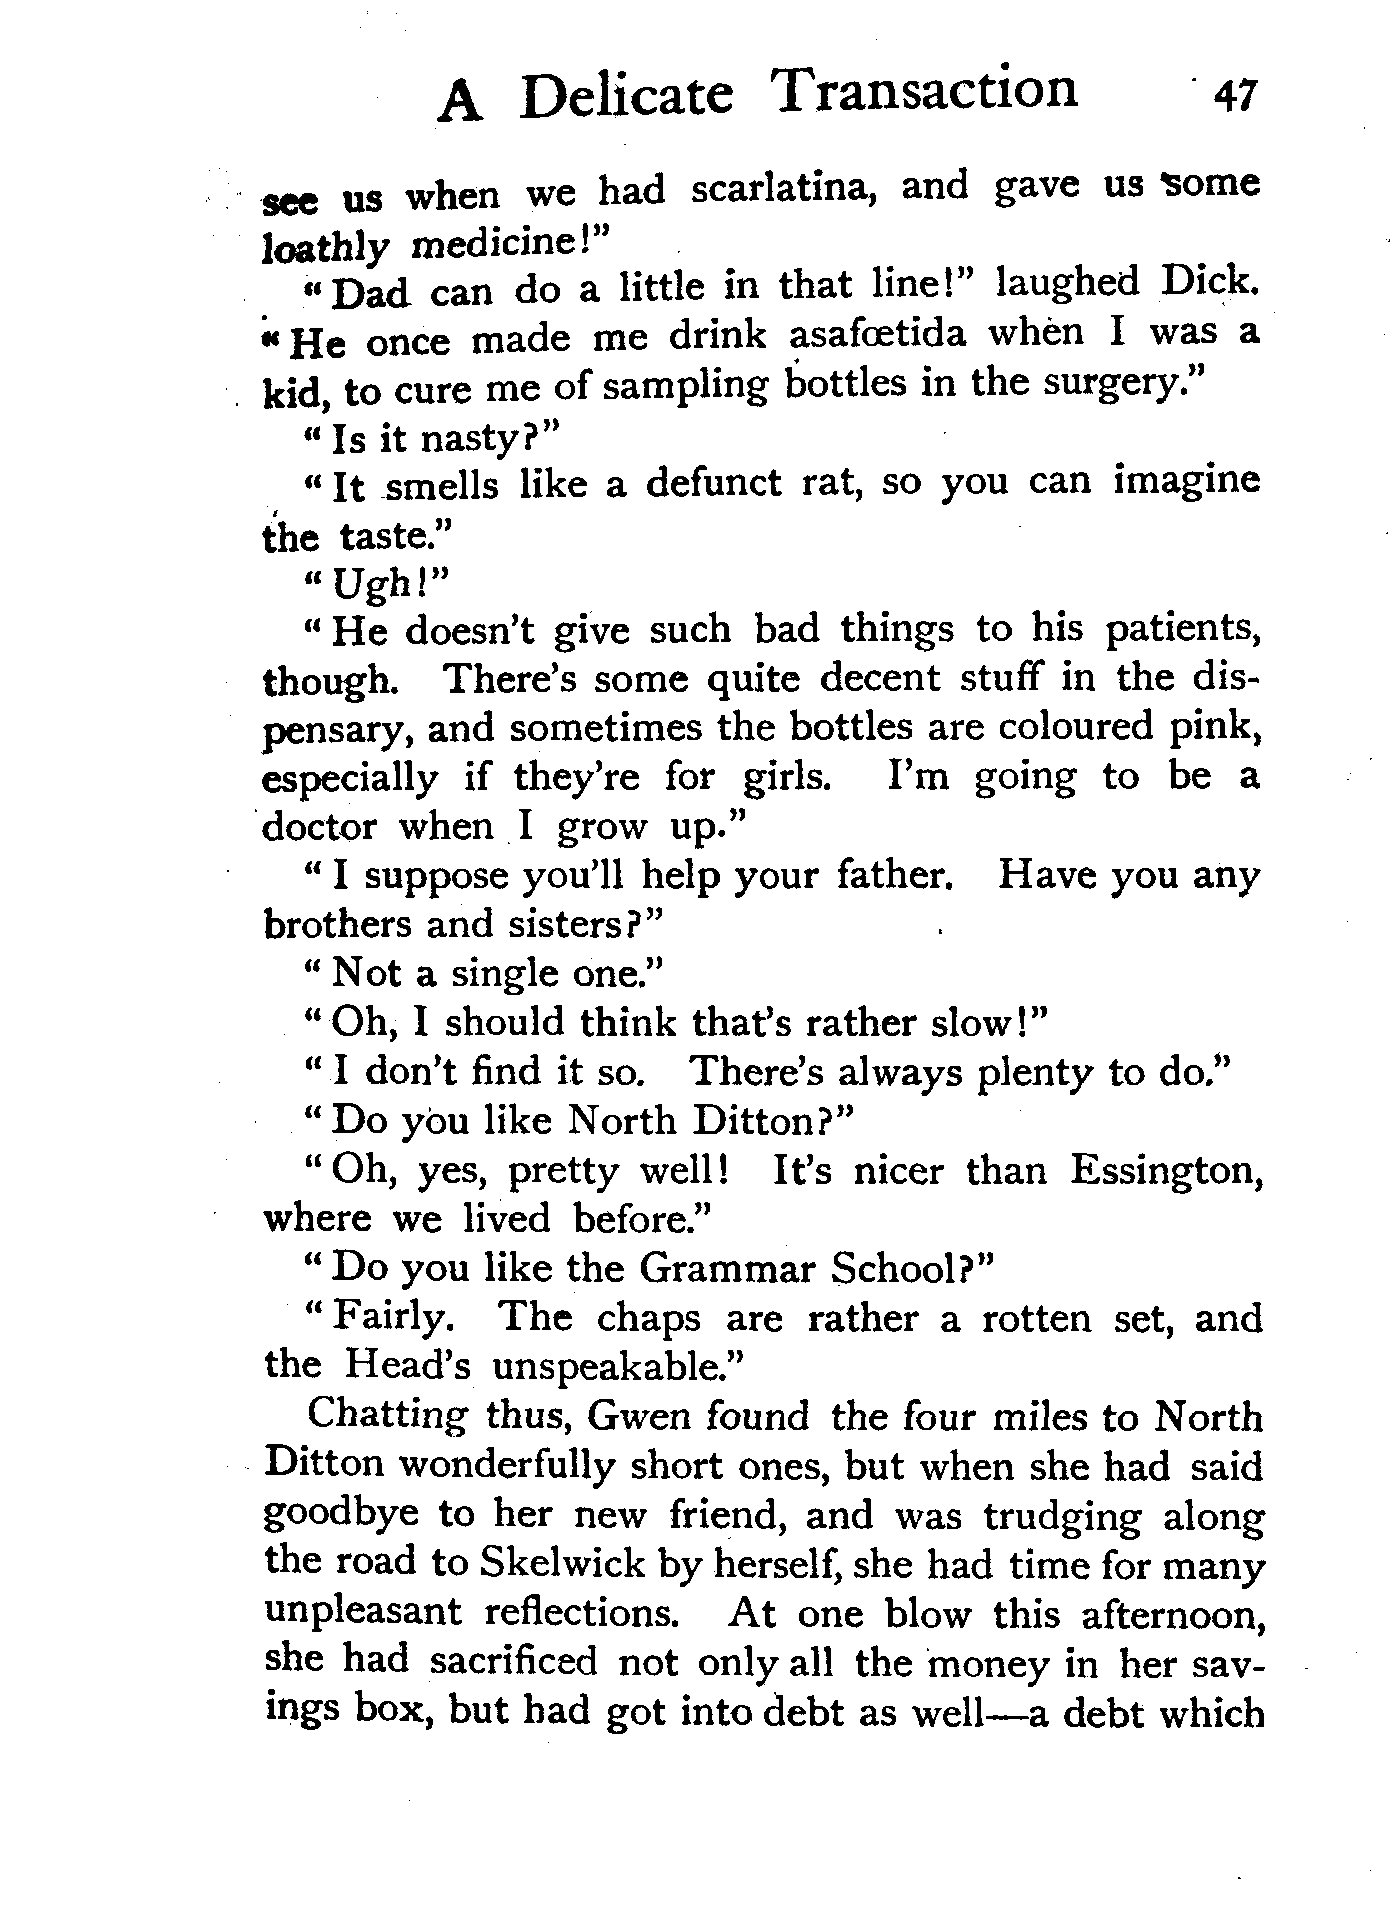 A Delicate Transaction 47
see us when we had scarlatina, and gave us some
loathly medicine!”
“Dad can do a little in that line!” laughed Dick.
“He once made me drink asafœtida when I was a
kid, to cure me of sampling bottles in the surgery.”
“Is it nasty?”
“It smells like a defunct rat, so you can imagine
the taste.”
“Ugh!”
“He doesn’t give such bad things to his patients,
though. There’s some quite decent stuff in the dis-
pensary, and sometimes the bottles are coloured pink,
especially if they’re for girls. I’m going to be a
doctor when I grow up.”
“I suppose you’ll help your father. Have you any
brothers and sisters?”
“Not a single one.”
“Oh, I should think that’s rather slow!”
“I don’t find it so. There’s always plenty to do.”
“Do you like North Ditton?”
“Oh, yes, pretty well! It’s nicer than Essington,
where we lived before.”
“Do you like the Grammar School?”
“Fairly. The chaps are rather a rotten set, and
the Head’s unspeakable.”
Chatting thus, Gwen found the four miles to North
Ditton wonderfully short ones, but when she had said
goodbye to her new friend, and was trudging along
the road to Skelwick by herself, she had time for many
unpleasant reflections. At one blow this afternoon,
she had sacrificed not only all the money in her sav-
ings box, but had got into debt as well—a debt which